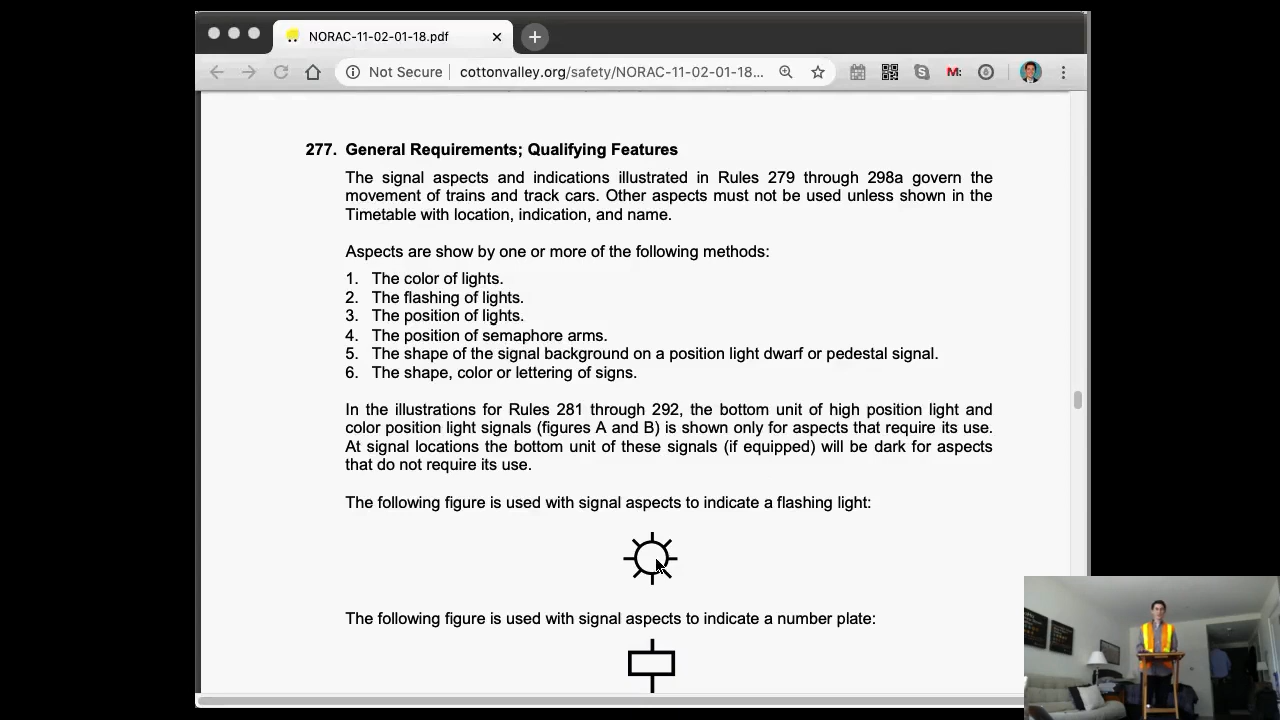 NORAC-11-02-01-18.pdf
Not Secure cottonvalley.org/safety/NORAC-11-02-01-18... M:
277. General Requirements; Qualifying Features
The signal aspects and indications illustrated in Rules 279 through 298a govern the
movement of trains and track cars. Other aspects must not be used unless shown in the
Timetable with location, indication, and name.
Aspects are show by one or more of the following methods:
1. The color of lights.
2. The flashing of lights.
3. The position of lights.
4. The position of semaphore arms.
5. The shape of the signal background on a position light dwarf or pedestal signal.
6. The shape, color or lettering of signs.
In the illustrations for Rules 281 through 292, the bottom unit of high position light and
color position light signals (figures A and B) is shown only for aspects that require its use.
At signal locations the bottom unit of these signals (if equipped) will be dark for aspects
that do not require its use.
The following figure is used with signal aspects to indicate a flashing light:
The following figure is used with signal aspects to indicate a number plate: